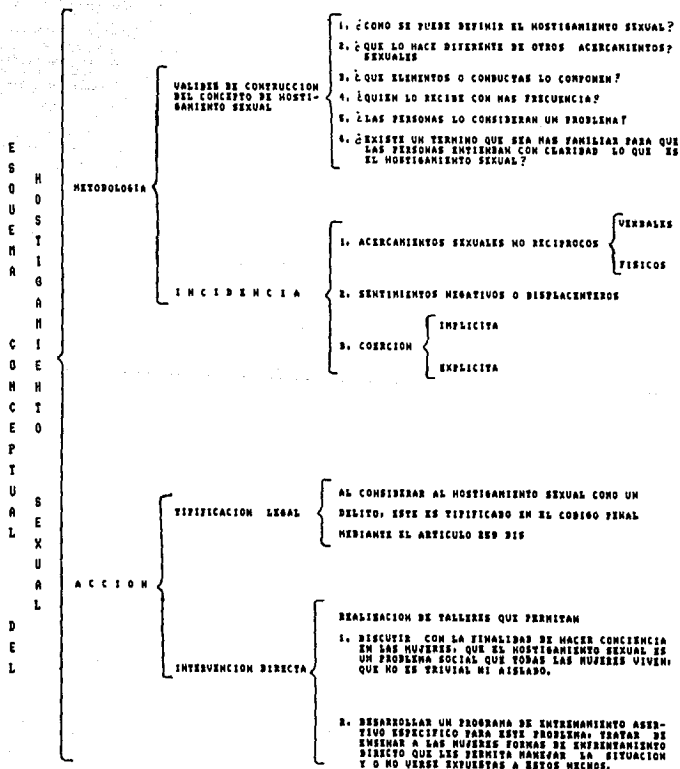 ESQUEMA CONCEPTUAL DEL
HOSTIGAMIENTO SEXUAL
METODOLOGIA
VALIDES DE CONTRUCCION
DEL CONCEPTO DE HOSTI-
GAMIENTO SEXUAL
1. ¿COMO SE PUEDE DEFINIR EL HOSTIGAMIENTO SEXUAL?
2. ¿QUE LO HACE DIFERENTE DE OTROS ACERCAMIENTOS?
SEXUALES
3. ¿QUE ELEMENTOS O CONDUCTAS LO COMPONEN?
4. ¿QUIEN LO RECIBE CON MAS FRECUENCIA?
5. ¿LAS PERSONAS LO CONSIDERAN UN PROBLEMA?
6. ¿EXISTE UN TERMINO QUE SEA MAS FAMILIAR PARA QUE
LAS PERSONAS ENTIENDAN CON CLARIDAD LO QUE ES
EL HOSTIGAMIENTO SEXUAL?
INCIDENCIA
1. ACERCAMIENTOS SEXUALES NO RECIPROCOS
VERBALES
FISICOS
2. SENTIMIENTOS NEGATIVOS O DISPLACENTEROS
3. COERCION
IMPLICITA
EXPLICITA
ACCION
TIPIFICACION LEGAL
AL CONSIDERAR AL HOSTIGAMIENTO SEXUAL COMO UN
DELITO, ESTE ES TIPIFICADO EN EL CODIGO PENAL
MEDIANTE EL ARTICULO 259 BIS
INTERVENCION DIRECTA
REALISACION DE TALLERES QUE PERMITAN
1. DISCUTIR CON LA FINALIDAD DE HACER CONCIENCIA
EN LAS MUJERES, QUE EL HOSTIGAMIENTO SEXUAL ES
UN PROBLEMA SOCIAL QUE TODAS LAS MUJERES VIVEN,
QUE NO ES TRIVIAL NI AISLADO.
2. DESARROLLAR UN PROGRAMA DE ENTRENAMIENTO ASER-
TIVO ESPECIFICO PARA ESTE PROBLEMA, TRATAR DE
ENSENAR A LAS MUJERES FORMAS DE ENFRENTAMIENTO
DIRECTO QUE LES PERMITA MANEJAR LA SITUACION
Y O NO VERSE EXPUESTAS A ESTOS HECHOS.